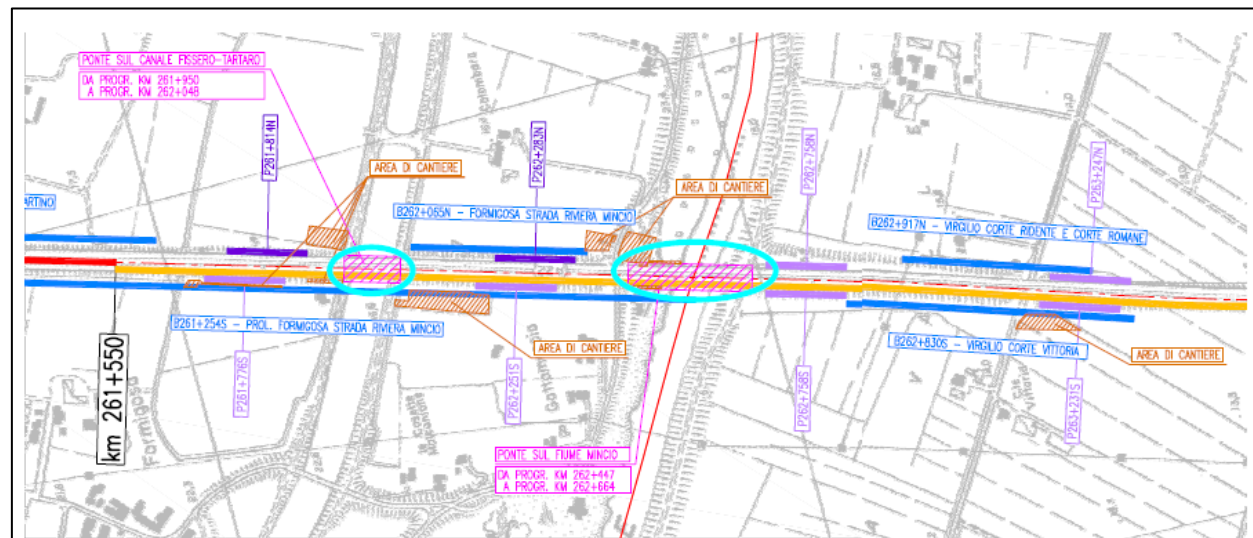 PONTE SUL CANALE FISSERO-TARTARO
DA PROGR. KM 261+950
A PROGR. KM 262+048
P261+814N
AREA DI CANTIERE
P262+283N
AREA DI CANTIERE
P262+758N
P263+247N
ARTINO
B262+055N - FORMIGOSA STRADA RIVIERA MINCIO
B262+917N - VIRGILIO CORTE RIDENTE E CORTE ROMANE
B261+254S - PROL. FORMIGOSA STRADA RIVIERA MINCIO
AREA DI CANTIERE
B262+830S - VIRGILIO CORTE VITTORIA
AREA DI CANTIERE
km 261+550
P261+776S
P262+251S
P262+758S
P263+231S
Formigosa
PONTE SUL FIUME MINCIO
DA PROGR. KM 262+447
A PROGR. KM 262+664